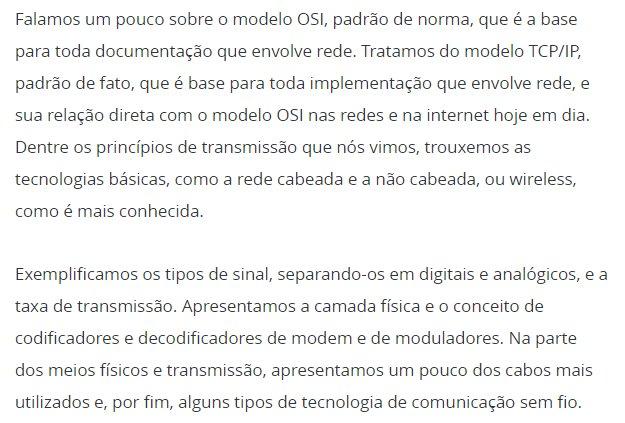 Falamos um pouco sobre o modelo OSI, padrão de norma, que é a base
para toda documentação que envolve rede. Tratamos do modelo TCP/IP,
padrão de fato, que é base para toda implementação que envolve rede, e
sua relação direta com o modelo OSI nas redes e na internet hoje em dia.
Dentre os princípios de transmissão que nós vimos, trouxemos as
tecnologias básicas, como a rede cabeada e a não cabeada, ou wireless,
como é mais conhecida.
Exemplificamos os tipos de sinal, separando-os em digitais e analógicos, e a
taxa de transmissão. Apresentamos a camada física e o conceito de
codificadores e decodificadores de modem e de moduladores. Na parte
dos meios físicos e transmissão, apresentamos um pouco dos cabos mais
utilizados e, por fim, alguns tipos de tecnologia de comunicação sem fio.